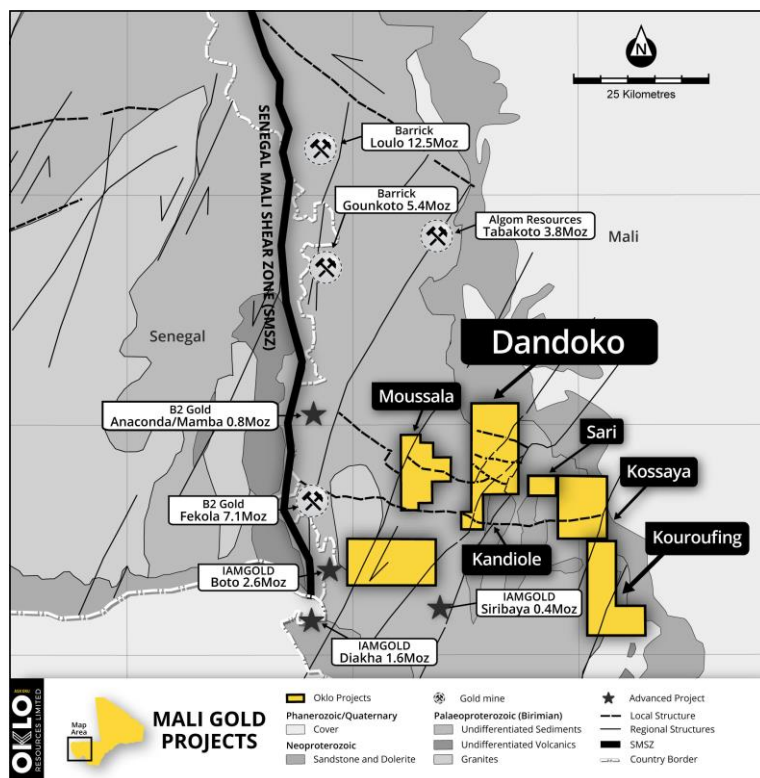 N
25 Kilometres
SENEGAL MALI SHEAR ZONE (SMSZ)
Barrick
Loulo 12.5Moz
Barrick
Gounkoto 5.4Moz
Algom Resources
Tabakoto 3.8Moz
Mali
Senegal
Dandoko
Moussala
B2 Gold
Anaconda/Mamba 0.8Moz
Sari
Kossaya
B2 Gold
Fekola 7.1Moz
Kouroufing
Kandiole
IAMGOLD
Boto 2.6Moz
IAMGOLD
Siribaya 0.4Moz
IAMGOLD
Diakha 1.6Moz
OKLO
RESOURCES LIMITED
Map
Area
MALI GOLD
PROJECTS
Oklo Projects
Phanerozoic/Quaternary
Cover
Neoproterozoic
Sandstone and Dolerite
Gold mine
Palaeoproterozoic (Birimian)
Undifferentiated Sediments
Undifferentiated Volcanics
Granites
Advanced Project
Local Structure
Regional Structures
SMSZ
Country Border